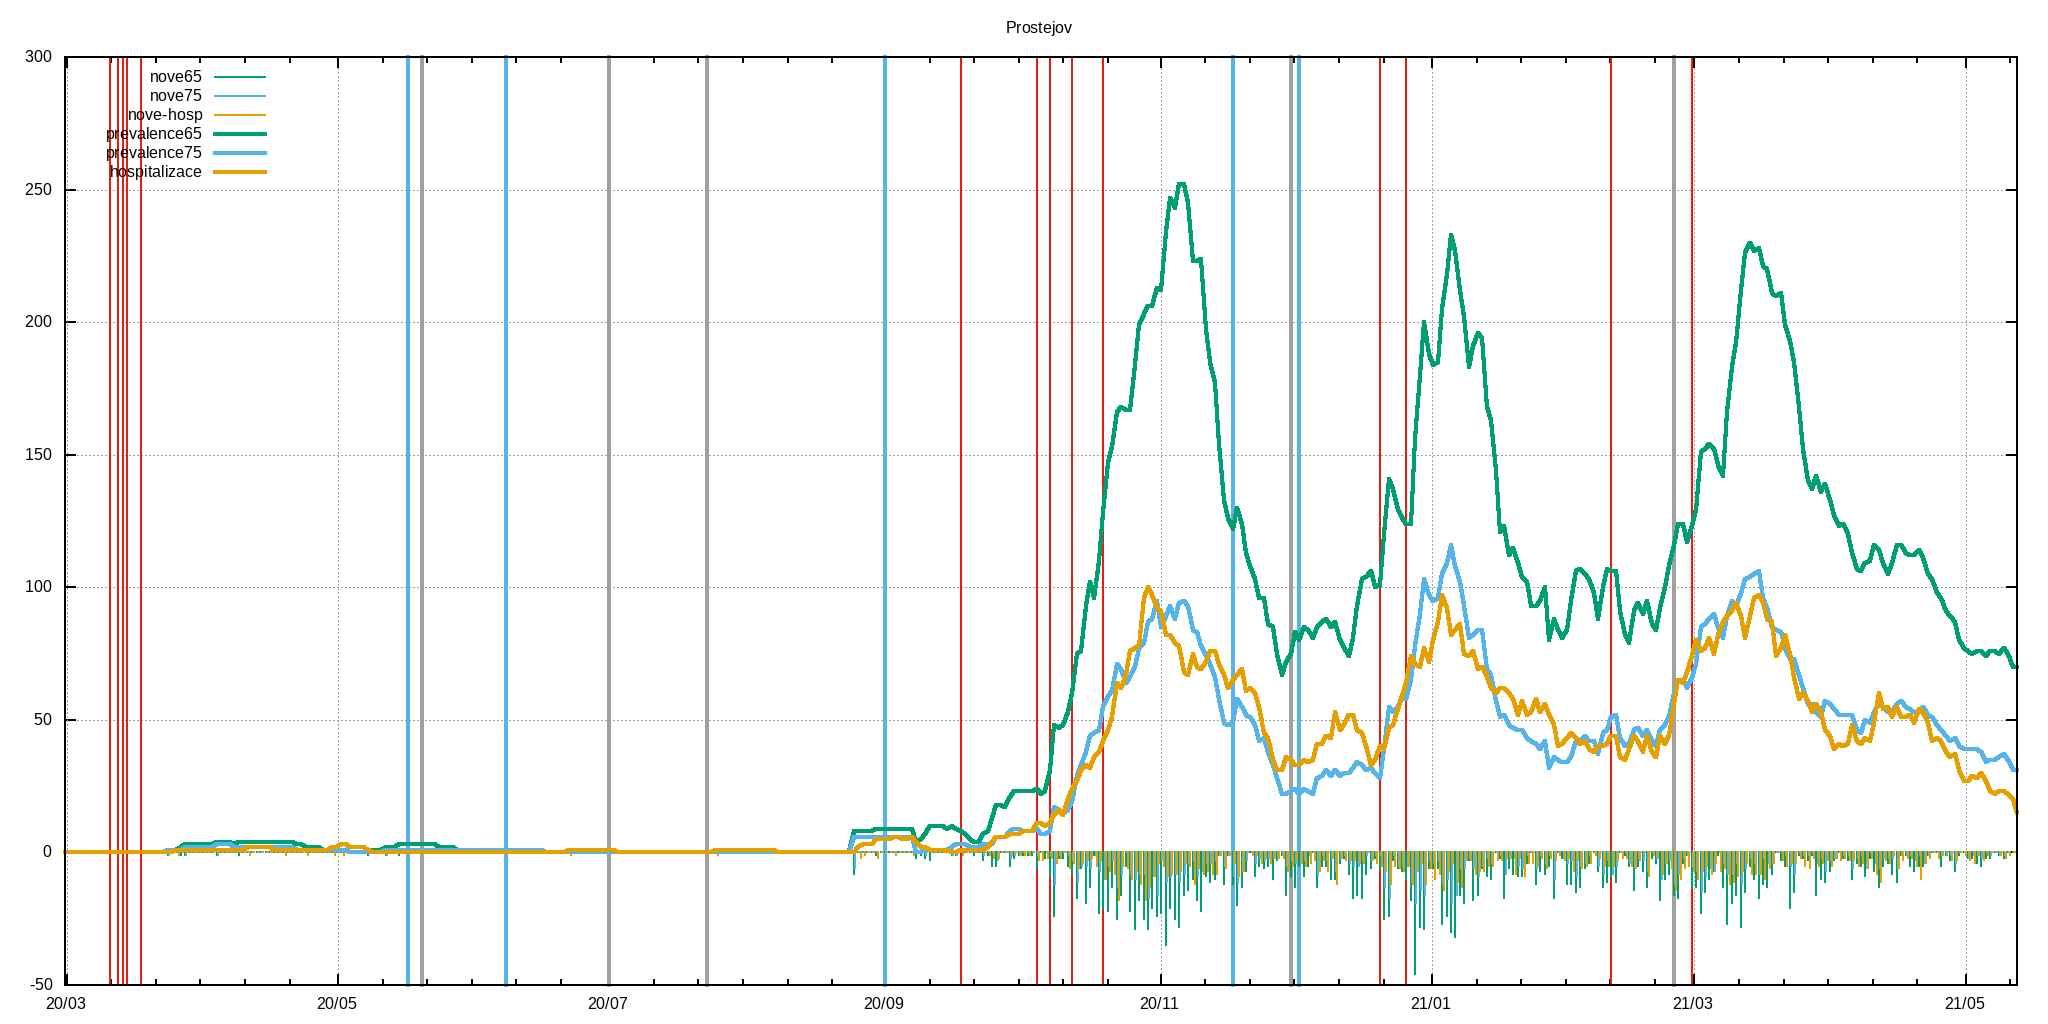 Prostejov
300
250
200
150
100
50
0
-50
nove65
nove75
nove-hosp
prevalence65
prevalence75
hospitalizace
20/03 20/05 20/07 20/09 20/11 21/01 21/03 21/05